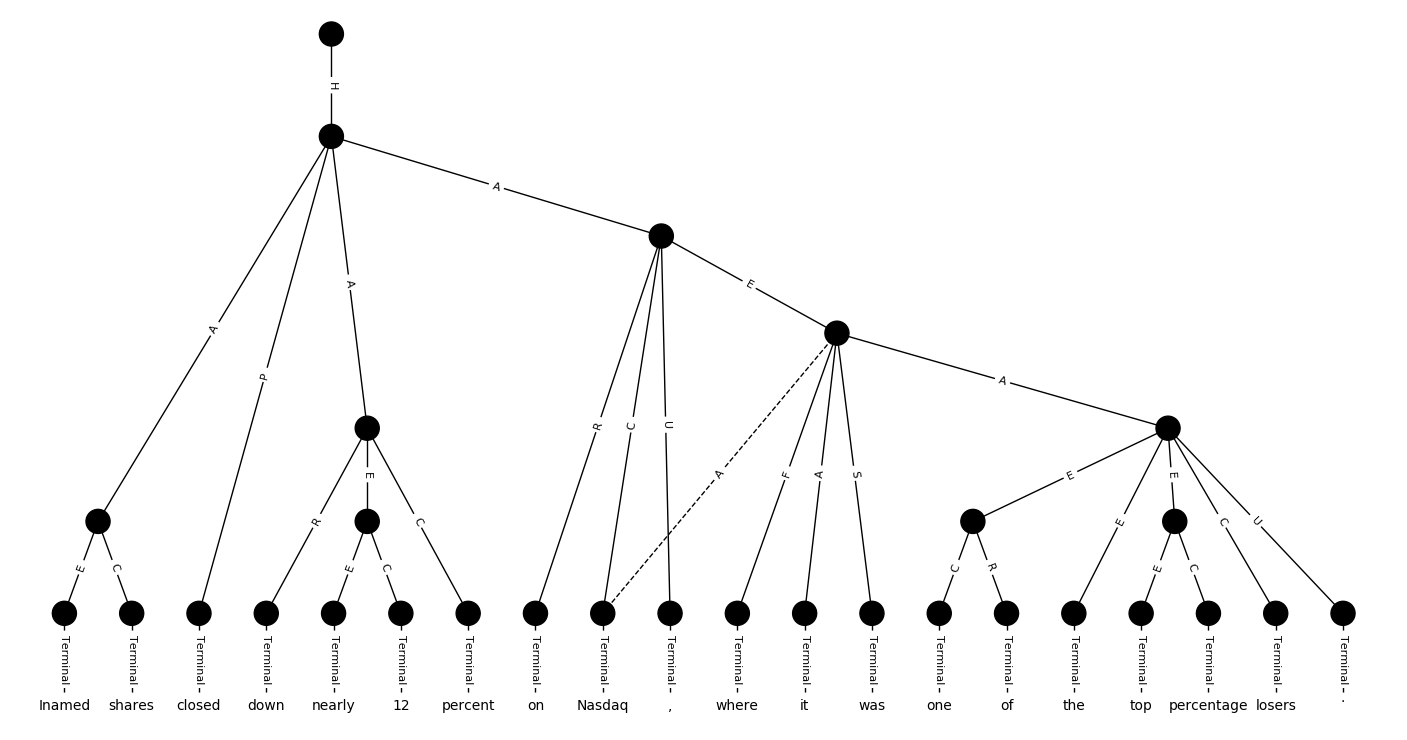 H
A
A
E
A
P
A
R
C
U
A
F
A
S
E
E
E
C
U
E
R
C
E
C
E
C
C
R
E
C
Terminal Terminal Terminal Terminal Terminal Terminal Terminal Terminal Terminal Terminal Terminal Terminal Terminal Terminal Terminal Terminal Terminal Terminal Terminal Terminal
Inamed shares closed down nearly 12 percent on Nasdaq , where it was one of the top percentage losers .